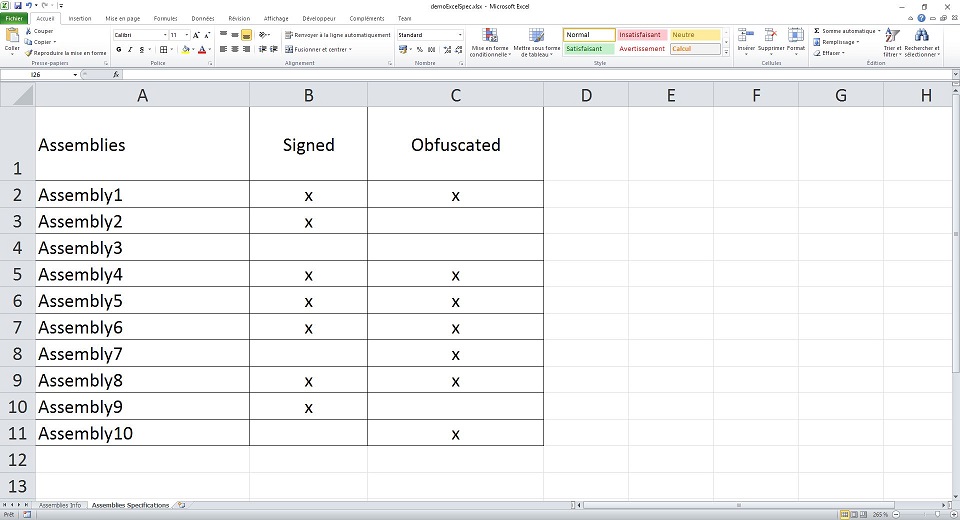 demoExcelSpec.xlsx - Microsoft Excel
Fichier Accueil Insertion Mise en page Formules Données Révision Affichage Développeur Compléments Team
Couper
Copier
Reproduire la mise en forme
Coller
Presse-papiers
Calibri 11
G I S
Police
Renvoyer à la ligne automatiquement
Fusionner et centrer
Alignement
Standard
% 000
Nombre
Mise en forme conditionnelle
Mettre sous forme de tableau
Normal Insatisfaisant Neutre
Satisfaisant Avertissement Calcul
Style
Insérer Supprimer Format
Cellules
Somme automatique
Remplissage
Effacer
Trier et filtrer
Rechercher et sélectionner
Édition
I26 fx
A B C D E F G H
1 Assemblies Signed Obfuscated
2 Assembly1 x x
3 Assembly2 x
4 Assembly3
5 Assembly4 x x
6 Assembly5 x x
7 Assembly6 x x
8 Assembly7 x
9 Assembly8 x x
10 Assembly9 x
11 Assembly10 x
12
13
Assemblies Info Assemblies Specifications
Prêt 265 %